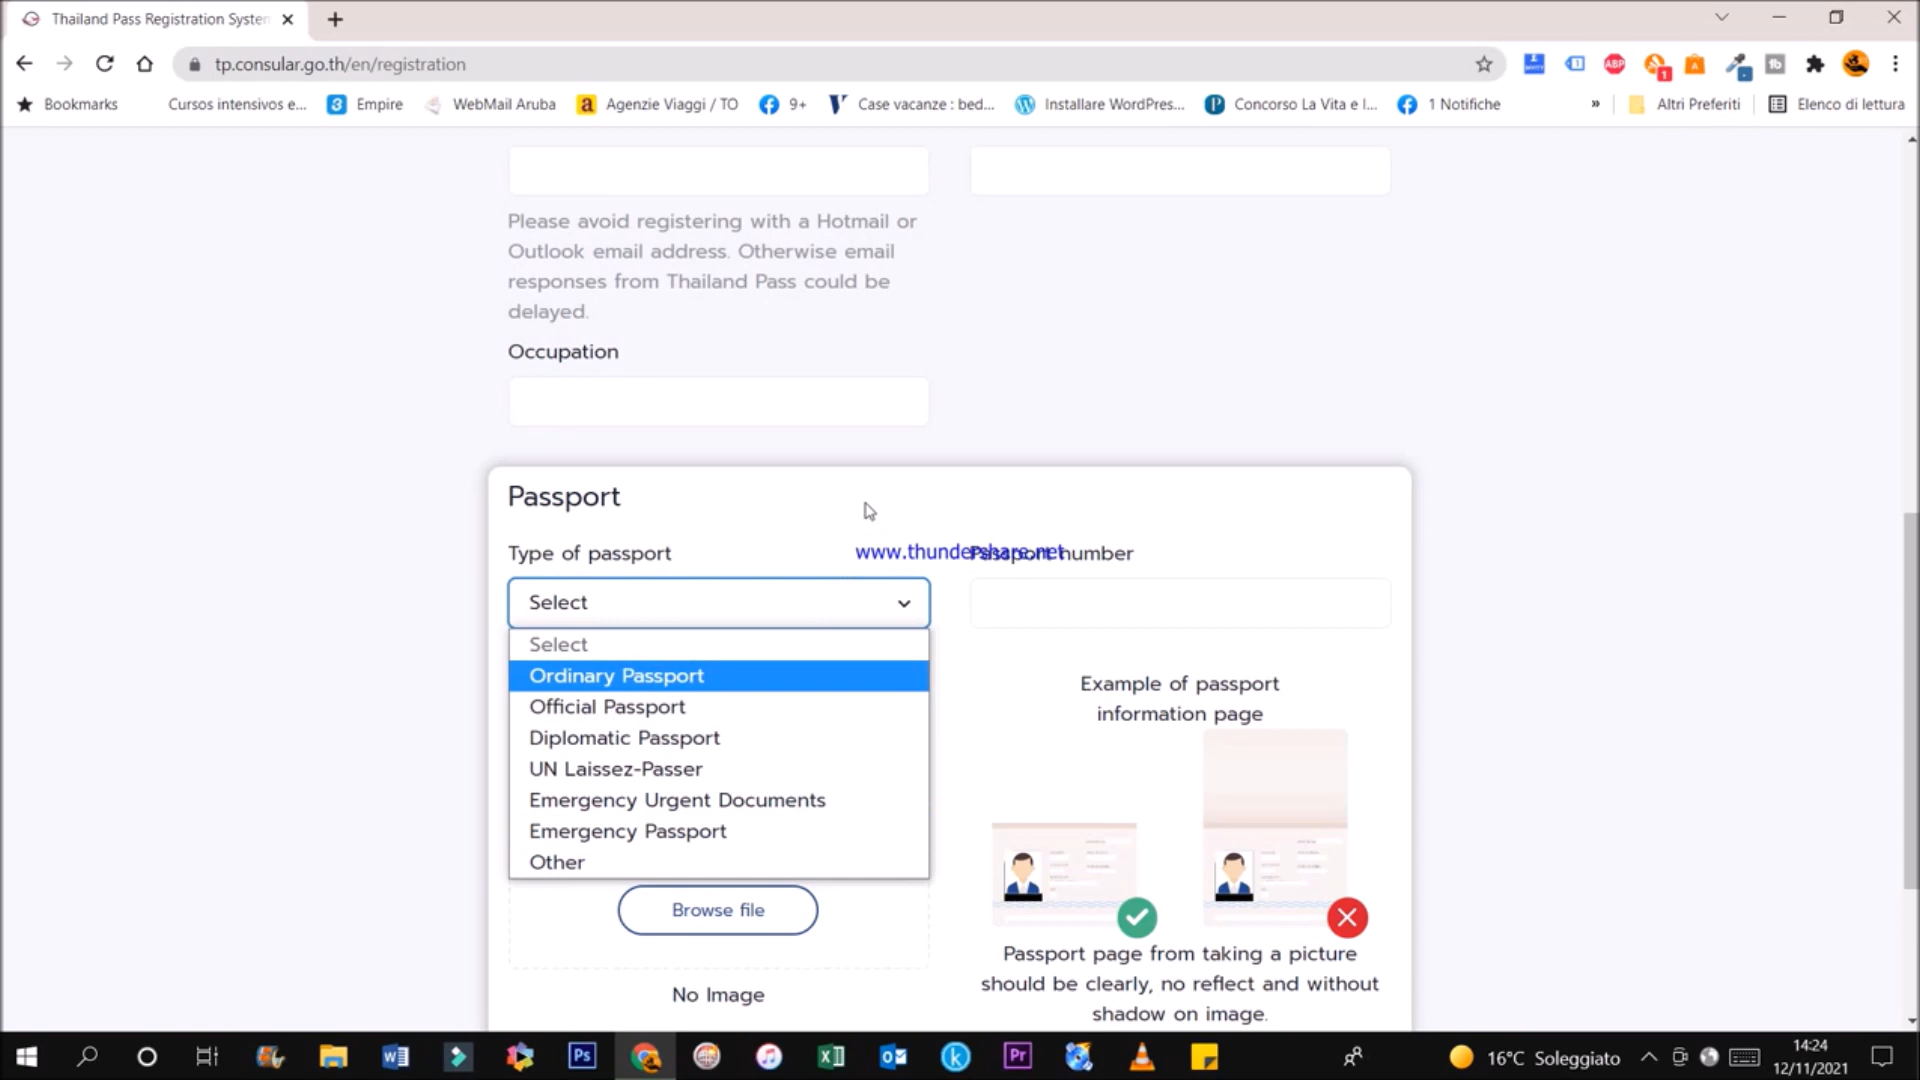 Thailand Pass Registration System
tp.consular.go.th/en/registration
Bookmarks
Cursos intensivos e...
Empire
WebMail Aruba
Agenzie Viaggi / TO
9+
Case vacanze : bed...
Installare WordPres...
Concorso La Vita e l...
1 Notifiche
»
Altri Preferiti
Elenco di lettura
Please avoid registering with a Hotmail or
Outlook email address. Otherwise email
responses from Thailand Pass could be
delayed.
Occupation
Passport
Type of passport
www.thundershare.net
Passport number
Select
Select
Ordinary Passport
Official Passport
Diplomatic Passport
UN Laissez-Passer
Emergency Urgent Documents
Emergency Passport
Other
Browse file
No Image
Example of passport
information page
Passport page from taking a picture
should be clearly, no reflect and without
shadow on image.
16°C Soleggiato
14:24
12/11/2021